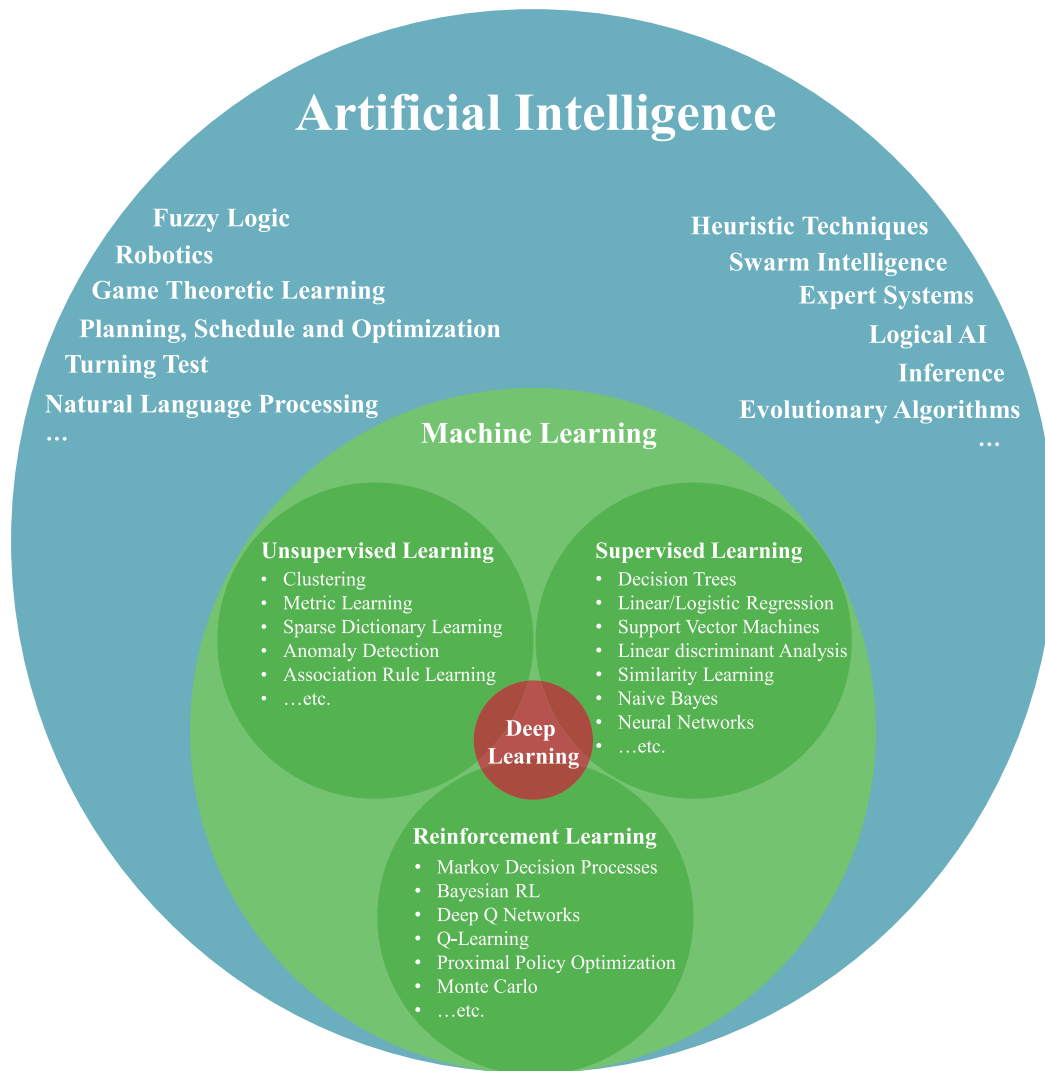 Artificial Intelligence
Fuzzy Logic
Robotics
Game Theoretic Learning
Planning, Schedule and Optimization
Turning Test
Natural Language Processing
...
Heuristic Techniques
Swarm Intelligence
Expert Systems
Logical AI
Inference
Evolutionary Algorithms
...
Machine Learning
Unsupervised Learning
• Clustering
• Metric Learning
• Sparse Dictionary Learning
• Anomaly Detection
• Association Rule Learning
• …etc.
Supervised Learning
• Decision Trees
• Linear/Logistic Regression
• Support Vector Machines
• Linear discriminant Analysis
• Similarity Learning
• Naive Bayes
• Neural Networks
• …etc.
Deep
Learning
Reinforcement Learning
• Markov Decision Processes
• Bayesian RL
• Deep Q Networks
• Q-Learning
• Proximal Policy Optimization
• Monte Carlo
• …etc.